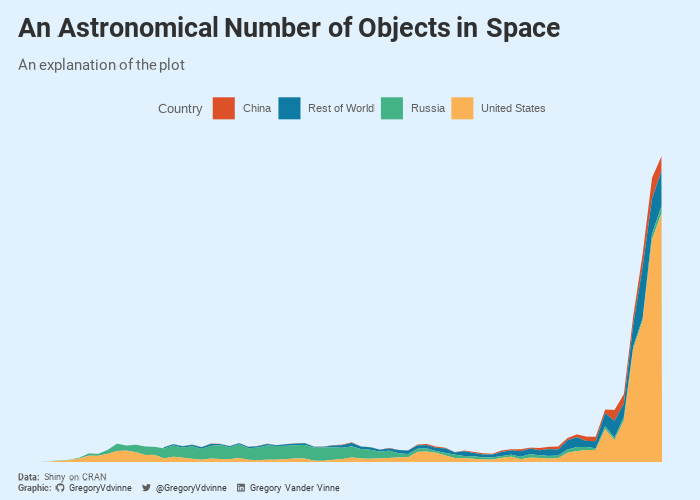 An Astronomical Number of Objects in Space
An explanation of the plot
Country China Rest of World Russia United States
Data: Shiny on CRAN
Graphic: GregoryVdvinne @GregoryVdvinne Gregory Vander Vinne